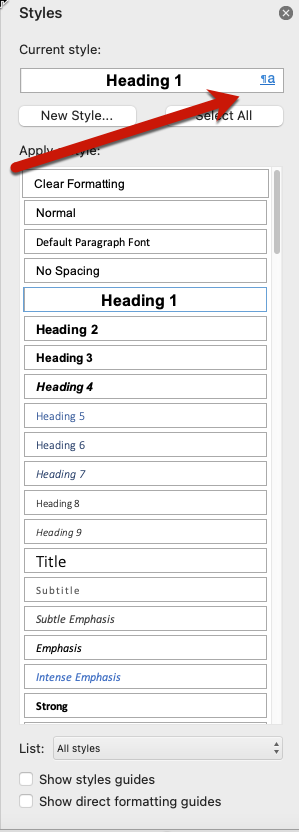 Styles
Current style:
Heading 1 ¶a
New Style... Select All
Apply style:
Clear Formatting
Normal
Default Paragraph Font
No Spacing
Heading 1
Heading 2
Heading 3
Heading 4
Heading 5
Heading 6
Heading 7
Heading 8
Heading 9
Title
Subtitle
Subtle Emphasis
Emphasis
Intense Emphasis
Strong
List: All styles
Show styles guides
Show direct formatting guides